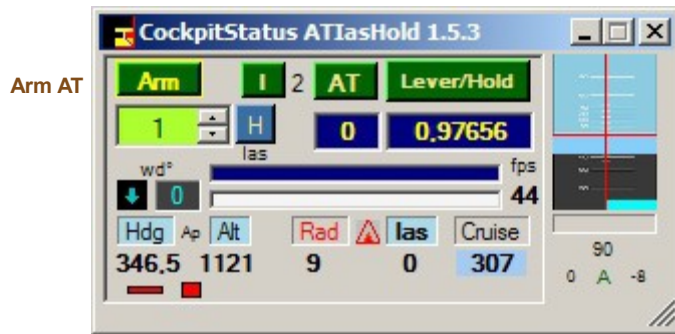 CockpitStatus ATIasHold 1.5.3
Arm AT
Arm I 2 AT Lever/Hold
1 H 0 0,97656
Ias
wd° fps
0 44
Hdg Ap Alt Rad Ias Cruise
346,5 1121 9 0 307
90
0 A -8